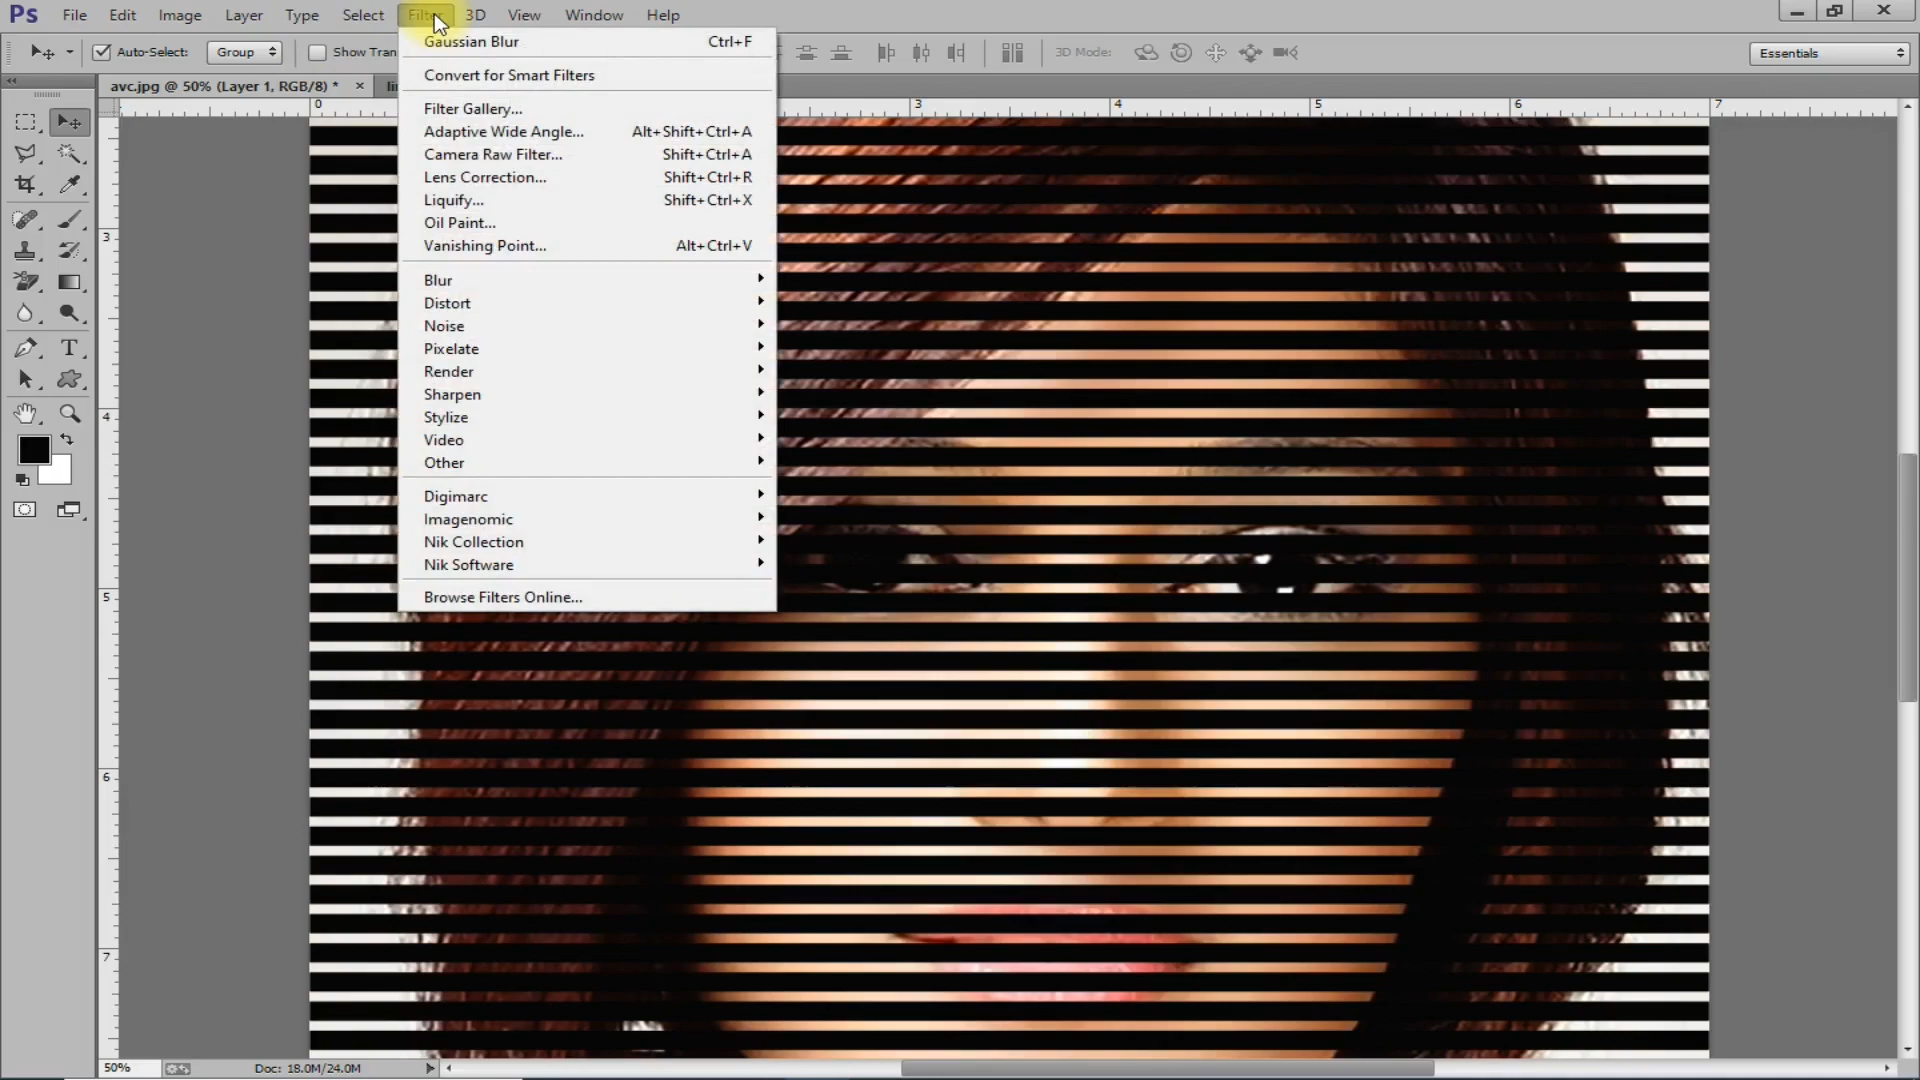 Ps File Edit Image Layer Type Select Filter 3D View Window Help
Auto-Select: Group Show Tran 3D Mode: Essentials
avc.jpg @ 50% (Layer 1, RGB/8) * × li
Gaussian Blur Ctrl+F
Convert for Smart Filters
Filter Gallery...
Adaptive Wide Angle... Alt+Shift+Ctrl+A
Camera Raw Filter... Shift+Ctrl+A
Lens Correction... Shift+Ctrl+R
Liquify... Shift+Ctrl+X
Oil Paint...
Vanishing Point... Alt+Ctrl+V
Blur
Distort
Noise
Pixelate
Render
Sharpen
Stylize
Video
Other
Digimarc
Imagenomic
Nik Collection
Nik Software
Browse Filters Online...
0 3 4 5 6 7
3
4
5
6
7
50% Doc: 18.0M/24.0M